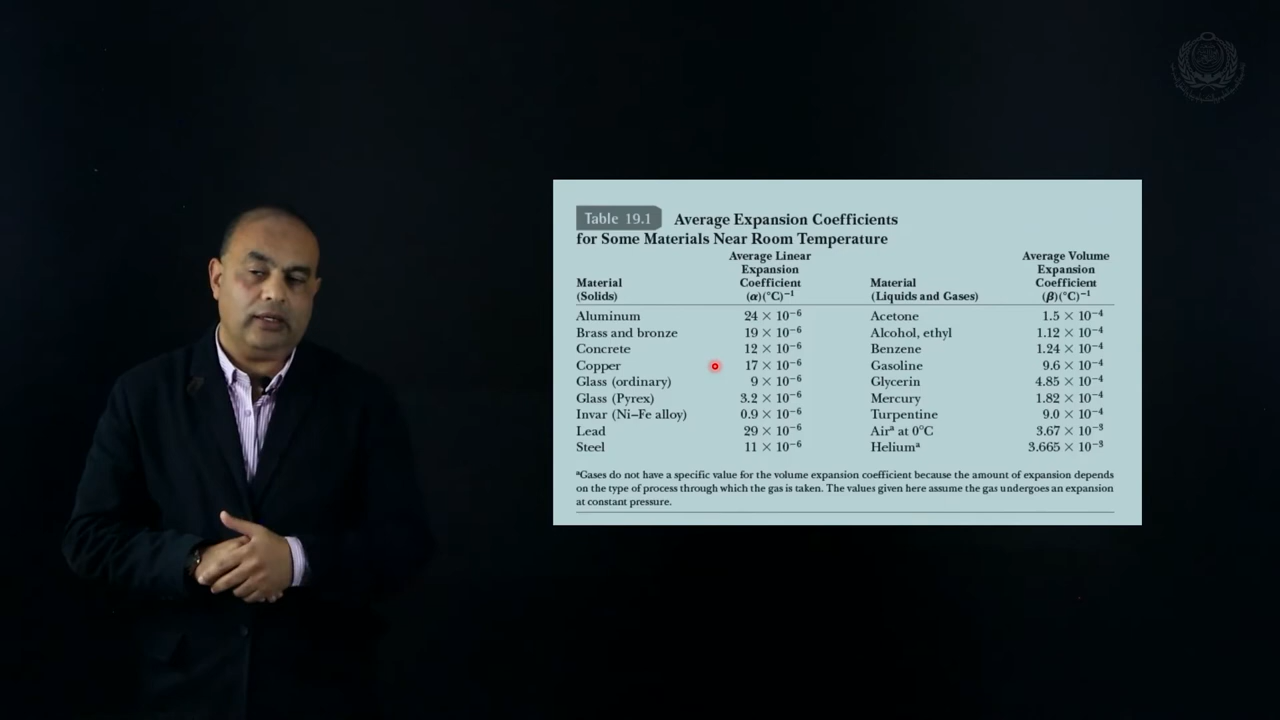 Table 19.1 Average Expansion Coefficients
for Some Materials Near Room Temperature
Material (Solids) Average Linear Expansion Coefficient (α)(°C)⁻¹ Material (Liquids and Gases) Average Volume Expansion Coefficient (β)(°C)⁻¹
Aluminum 24 × 10⁻⁶ Acetone 1.5 × 10⁻⁴
Brass and bronze 19 × 10⁻⁶ Alcohol, ethyl 1.12 × 10⁻⁴
Concrete 12 × 10⁻⁶ Benzene 1.24 × 10⁻⁴
Copper 17 × 10⁻⁶ Gasoline 9.6 × 10⁻⁴
Glass (ordinary) 9 × 10⁻⁶ Glycerin 4.85 × 10⁻⁴
Glass (Pyrex) 3.2 × 10⁻⁶ Mercury 1.82 × 10⁻⁴
Invar (Ni–Fe alloy) 0.9 × 10⁻⁶ Turpentine 9.0 × 10⁻⁴
Lead 29 × 10⁻⁶ Airᵃ at 0°C 3.67 × 10⁻³
Steel 11 × 10⁻⁶ Heliumᵃ 3.665 × 10⁻³
ᵃGases do not have a specific value for the volume expansion coefficient because the amount of expansion depends
on the type of process through which the gas is taken. The values given here assume the gas undergoes an expansion
at constant pressure.